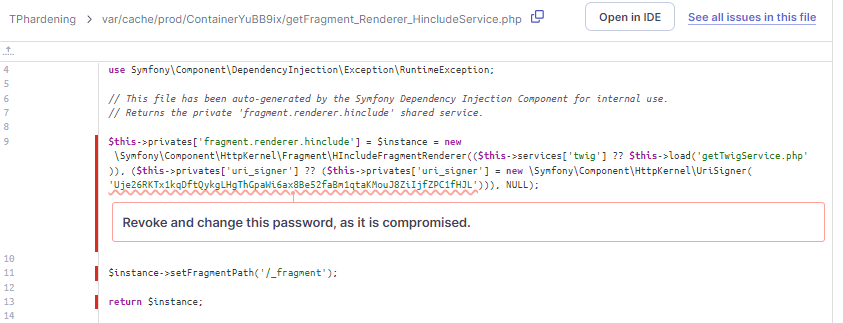 TPhardening > var/cache/prod/ContainerYuBB9ix/getFragment_Renderer_HincludeService.php Open in IDE See all issues in this file
4 use Symfony\Component\DependencyInjection\Exception\RuntimeException;
5
6 // This file has been auto-generated by the Symfony Dependency Injection Component for internal use.
7 // Returns the private 'fragment.renderer.hinclude' shared service.
8
9 $this->privates['fragment.renderer.hinclude'] = $instance = new
\Symfony\Component\HttpKernel\Fragment\HIncludeFragmentRenderer(($this->services['twig'] ?? $this->load('getTwigService.php'
)), ($this->privates['uri_signer'] ?? ($this->privates['uri_signer'] = new \Symfony\Component\HttpKernel\UriSigner(
'Uje26RKTx1kqDftQykgLHgThGpaWi6ax8Be52faBm1qtaKMouJ8ZiIjfZPC1fHJL'))), NULL);
Revoke and change this password, as it is compromised.
10
11 $instance->setFragmentPath('/_fragment');
12
13 return $instance;
14